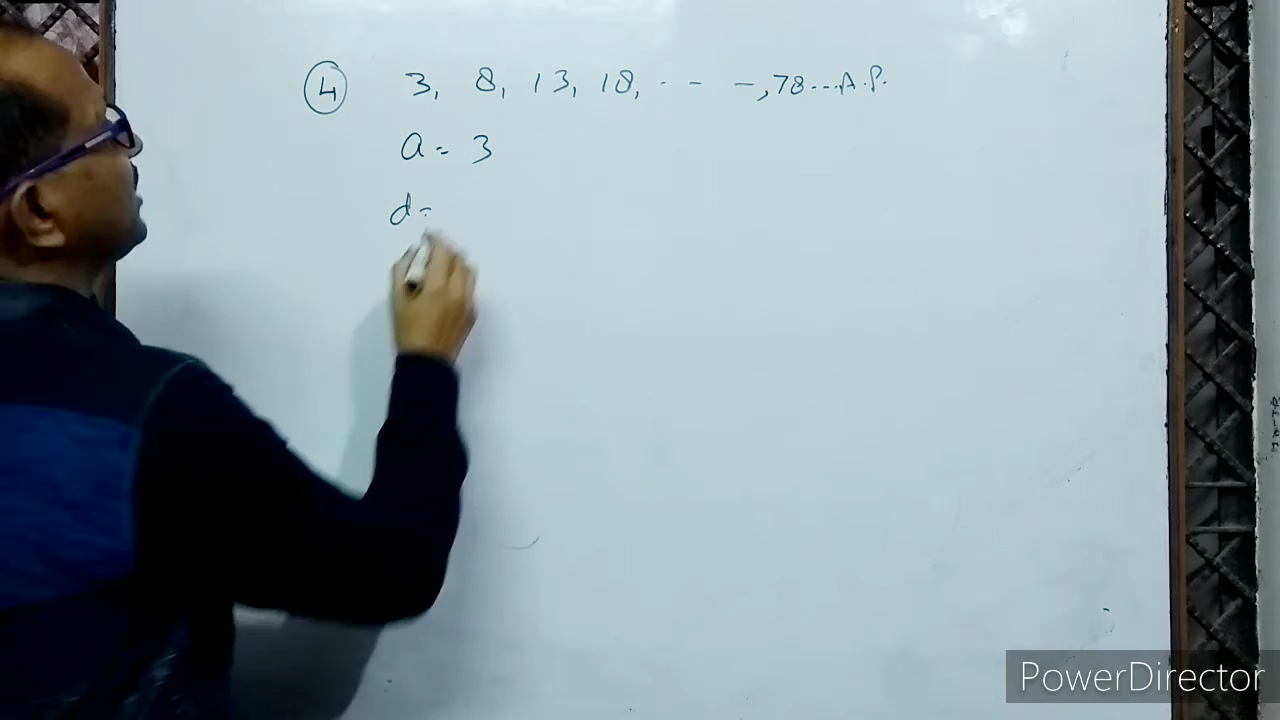 ④ 3, 8, 13, 18, - - -, 78...A.P.
a = 3
d =
PowerDirector